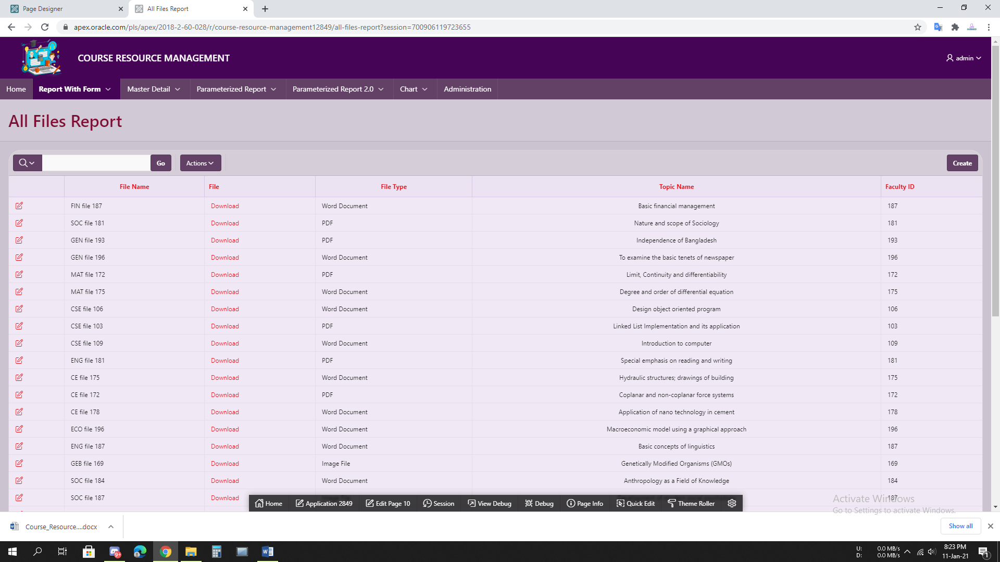 Page Designer
All Files Report
apex.oracle.com/pls/apex/2018-2-60-028/r/course-resource-management12849/all-files-report?session=700906119723655
COURSE RESOURCE MANAGEMENT
admin
Home Report With Form Master Detail Parameterized Report Parameterized Report 2.0 Chart Administration
All Files Report
Go Actions Create
File Name File File Type Topic Name Faculty ID
FIN file 187 Download Word Document Basic financial management 187
SOC file 181 Download PDF Nature and scope of Sociology 181
GEN file 193 Download PDF Independence of Bangladesh 193
GEN file 196 Download Word Document To examine the basic tenets of newspaper 196
MAT file 172 Download PDF Limit, Continuity and differentiability 172
MAT file 175 Download Word Document Degree and order of differential equation 175
CSE file 106 Download Word Document Design object oriented program 106
CSE file 103 Download PDF Linked List Implementation and its application 103
CSE file 109 Download Word Document Introduction to computer 109
ENG file 181 Download PDF Special emphasis on reading and writing 181
CE file 175 Download Word Document Hydraulic structures; drawings of building 175
CE file 172 Download PDF Coplanar and non-coplanar force systems 172
CE file 178 Download Word Document Application of nano technology in cement 178
ECO file 196 Download Word Document Macroeconomic model using a graphical approach 196
ENG file 187 Download Word Document Basic concepts of linguistics 187
GEB file 169 Download Image File Genetically Modified Organisms (GMOs) 169
SOC file 184 Download Word Document Anthropology as a Field of Knowledge 184
SOC file 187 Download 187
Home Application 2849 Edit Page 10 Session View Debug Debug Page Info Quick Edit Theme Roller
Activate Windows
Go to Settings to activate Windows.
Course_Resource....docx
Show all
9+
U: 0.0 MB/s
D: 0.0 MB/s
8:23 PM
11-Jan-21
1